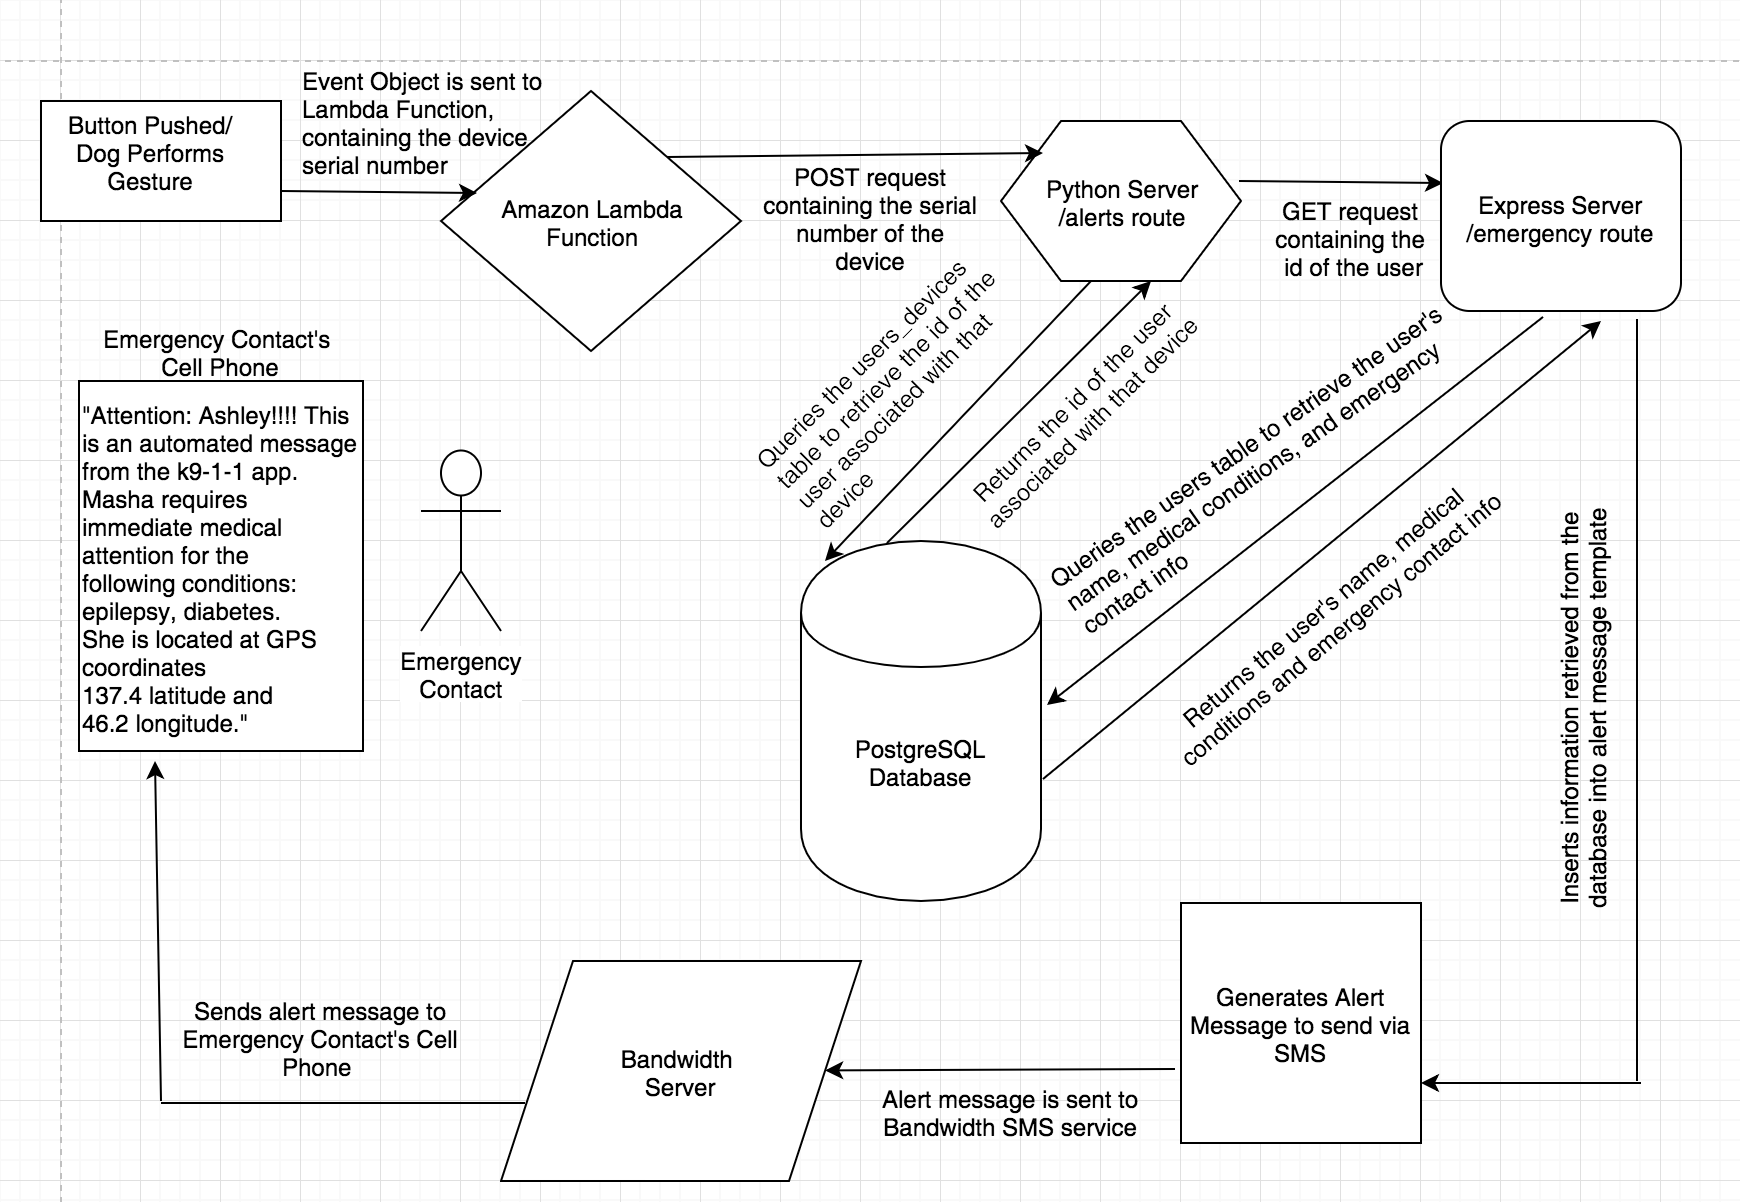 Button Pushed/
Dog Performs
Gesture
Event Object is sent to
Lambda Function,
containing the device
serial number
Amazon Lambda
Function
POST request
containing the serial
number of the
device
Python Server
/alerts route
GET request
containing the
id of the user
Express Server
/emergency route
Queries the users_devices
table to retrieve the id of the
user associated with that
device
Returns the id of the user
associated with that device
Queries the users table to retrieve the user's
name, medical conditions, and emergency
contact info
Returns the user's name, medical
conditions and emergency contact info
Inserts information retrieved from the
database into alert message template
PostgreSQL
Database
Generates Alert
Message to send via
SMS
Alert message is sent to
Bandwidth SMS service
Bandwidth
Server
Sends alert message to
Emergency Contact's Cell
Phone
Emergency Contact's
Cell Phone
"Attention: Ashley!!!! This
is an automated message
from the k9-1-1 app.
Masha requires
immediate medical
attention for the
following conditions:
epilepsy, diabetes.
She is located at GPS
coordinates
137.4 latitude and
46.2 longitude."
Emergency
Contact